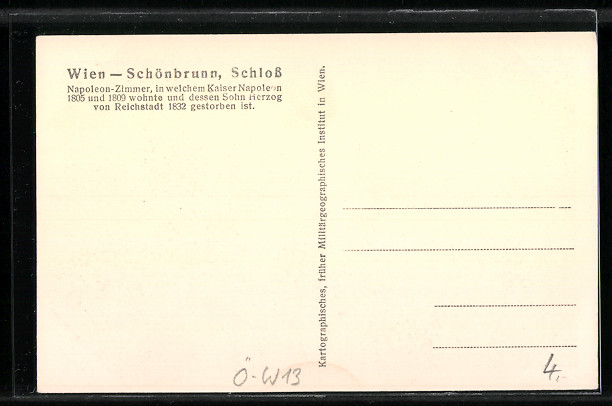 Wien — Schönbrunn, Schloß
Napoleon-Zimmer, in welchem Kaiser Napoleon
1805 und 1809 wohnte und dessen Sohn Herzog
von Reichstadt 1832 gestorben ist.
Kartographisches, früher Militärgeographisches Institut in Wien.
Ö-W13
4,-